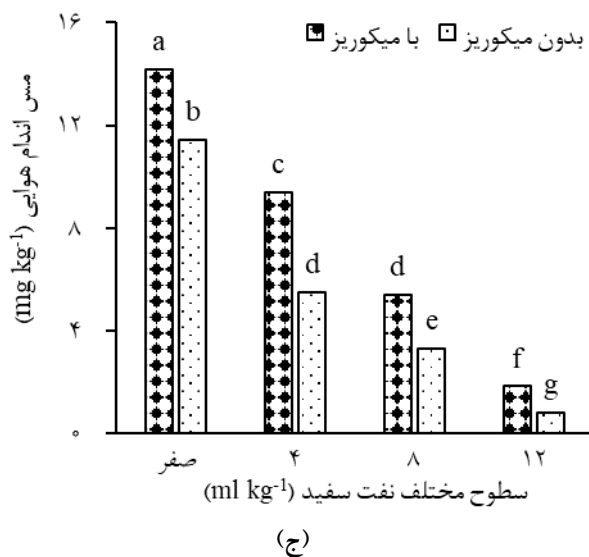 با میکوریز بدون میکوریز
مس اندام هوایی (mg kg-1)
۱۶
۱۲
۸
۴
۰
a
b
c
d
d
e
f
g
صفر ۴ ۸ ۱۲
سطوح مختلف نفت سفید (ml kg-1)
(ج)